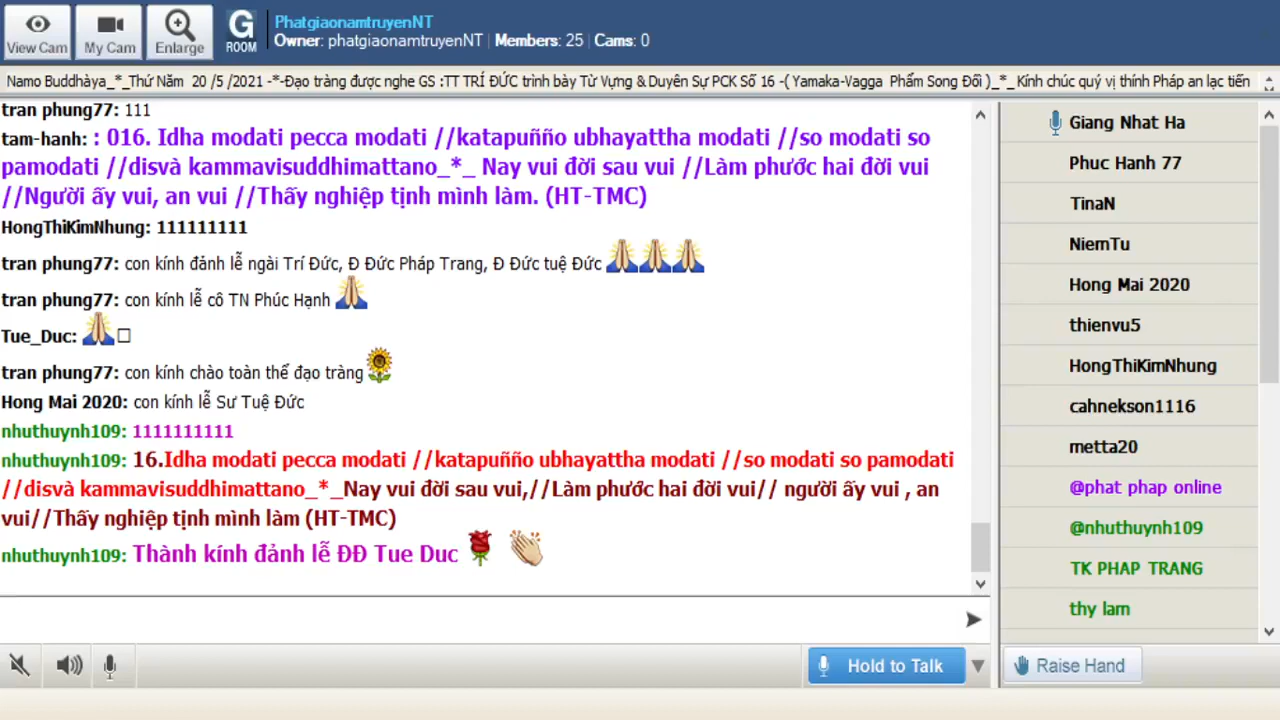 View Cam
My Cam
Enlarge
G
ROOM
PhatgiaonamtruyenNT
Owner: phatgiaonamtruyenNT | Members: 25 | Cams: 0
Namo Buddhàya_*_Thứ Năm 20 /5 /2021 -*-Đạo tràng được nghe GS :TT TRÍ ĐỨC trình bày Từ Vựng & Duyên Sự PCK Số 16 -( Yamaka-Vagga Phẩm Song Đối )_*_ Kính chúc quý vị thính Pháp an lạc tiến
tran phung77: 111
tam-hanh: : 016. Idha modati pecca modati //katapuñño ubhayattha modati //so modati so
pamodati //disvà kammavisuddhimattano_*_ Nay vui đời sau vui //Làm phước hai đời vui
//Người ấy vui, an vui //Thấy nghiệp tịnh mình làm. (HT-TMC)
HongThiKimNhung: 111111111
tran phung77: con kính đảnh lễ ngài Trí Đức, Đ Đức Pháp Trang, Đ Đức tuệ Đức
tran phung77: con kính lễ cô TN Phúc Hạnh
Tue_Duc:
tran phung77: con kính chào toàn thể đạo tràng
Hong Mai 2020: con kính lễ Sư Tuệ Đức
nhuthuynh109: 1111111111
nhuthuynh109: 16.Idha modati pecca modati //katapuñño ubhayattha modati //so modati so pamodati
//disvà kammavisuddhimattano_*_Nay vui đời sau vui,//Làm phước hai đời vui// người ấy vui , an
vui//Thấy nghiệp tịnh mình làm (HT-TMC)
nhuthuynh109: Thành kính đảnh lễ ĐĐ Tue Duc
Giang Nhat Ha
Phuc Hanh 77
TinaN
NiemTu
Hong Mai 2020
thienvu5
HongThiKimNhung
cahnekson1116
metta20
@phat phap online
@nhuthuynh109
TK PHAP TRANG
thy lam
Hold to Talk
Raise Hand